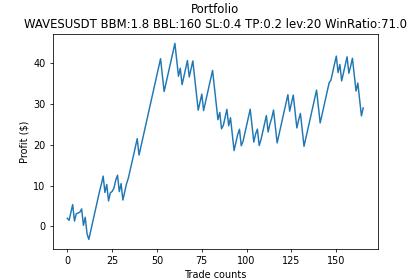 Portfolio
WAVESUSDT BBM:1.8 BBL:160 SL:0.4 TP:0.2 lev:20 WinRatio:71.0
Profit ($)
40
30
20
10
0
0 25 50 75 100 125 150
Trade counts